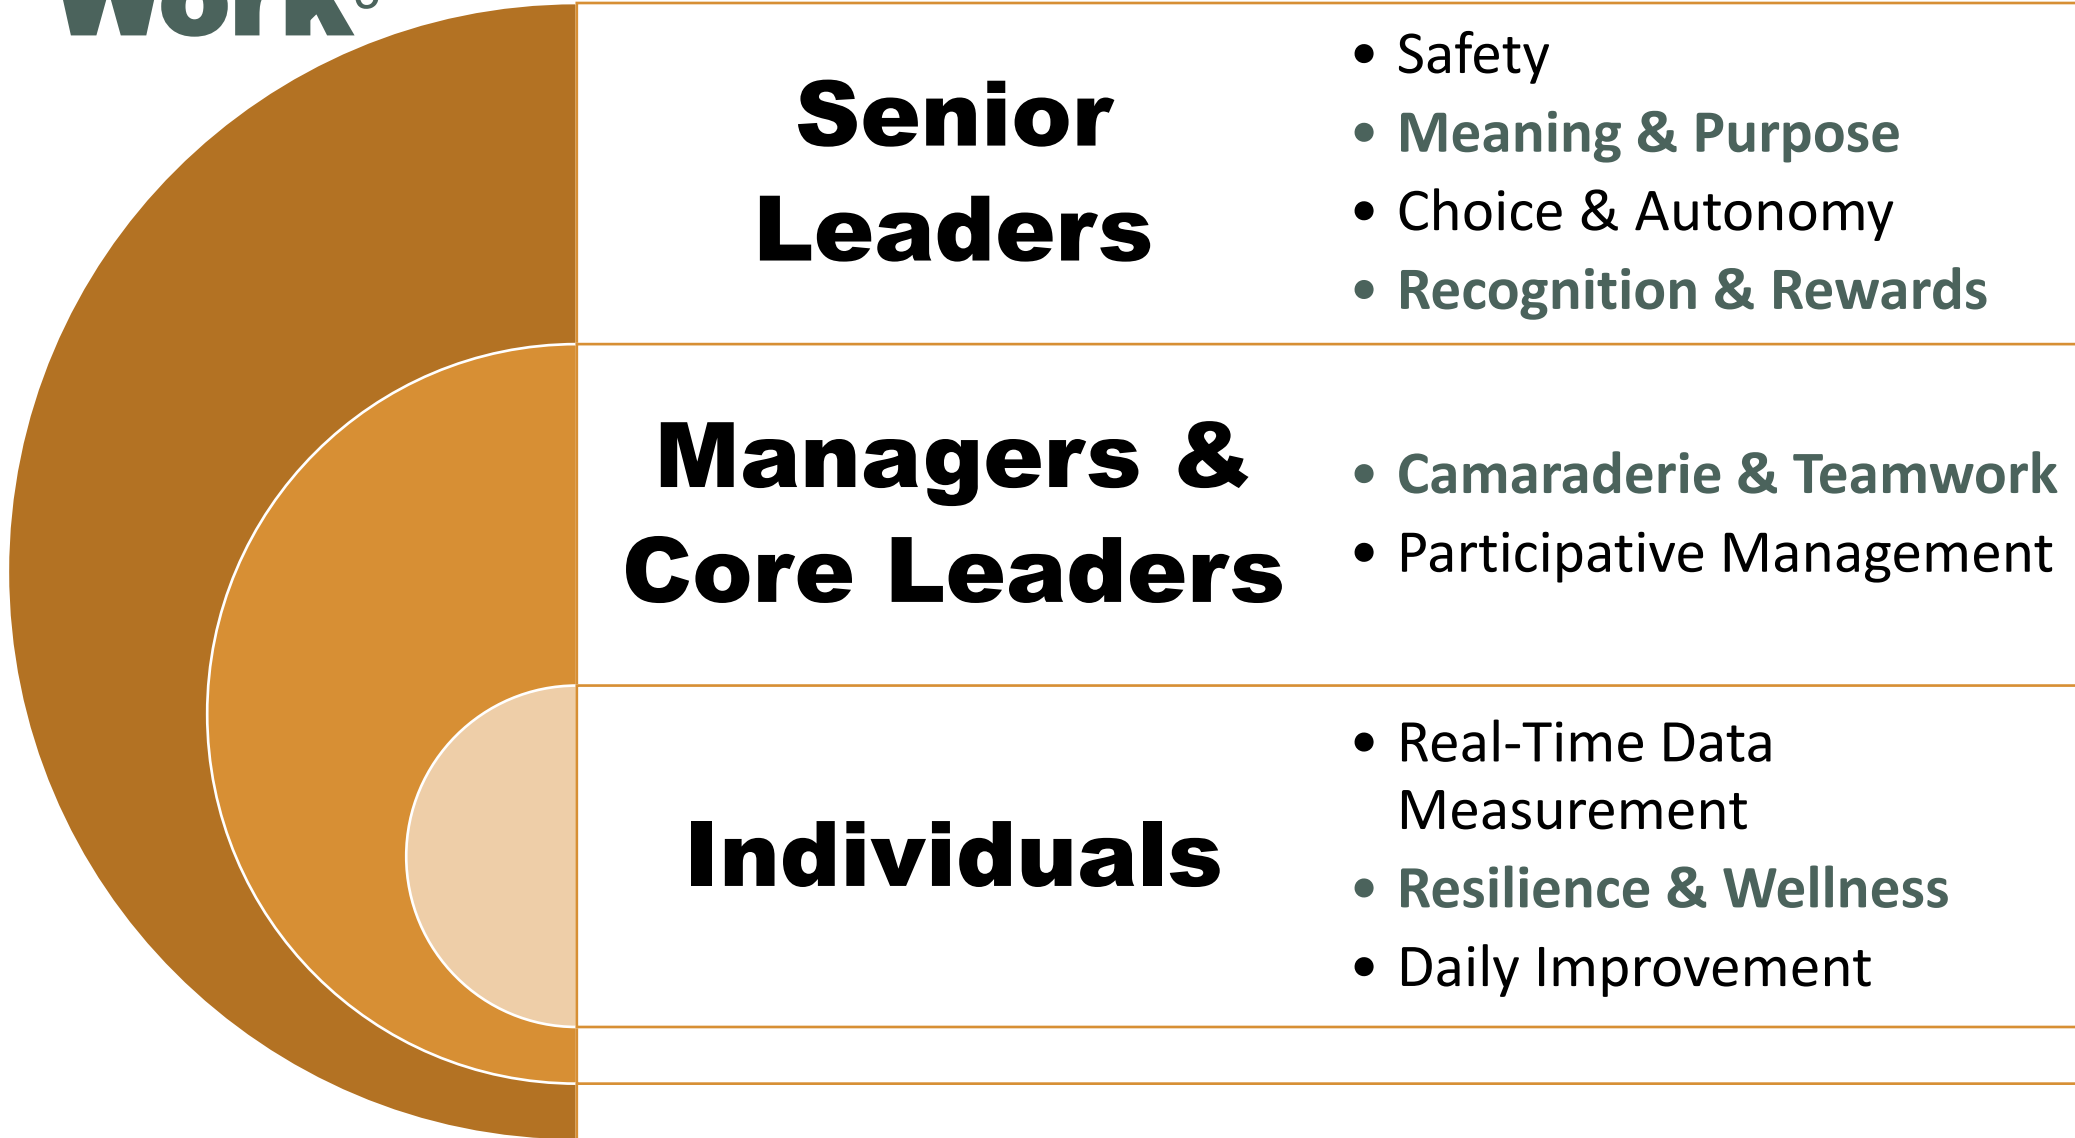 Work
Senior
Leaders
• Safety
• Meaning & Purpose
• Choice & Autonomy
• Recognition & Rewards
Managers &
Core Leaders
• Camaraderie & Teamwork
• Participative Management
Individuals
• Real-Time Data
Measurement
• Resilience & Wellness
• Daily Improvement